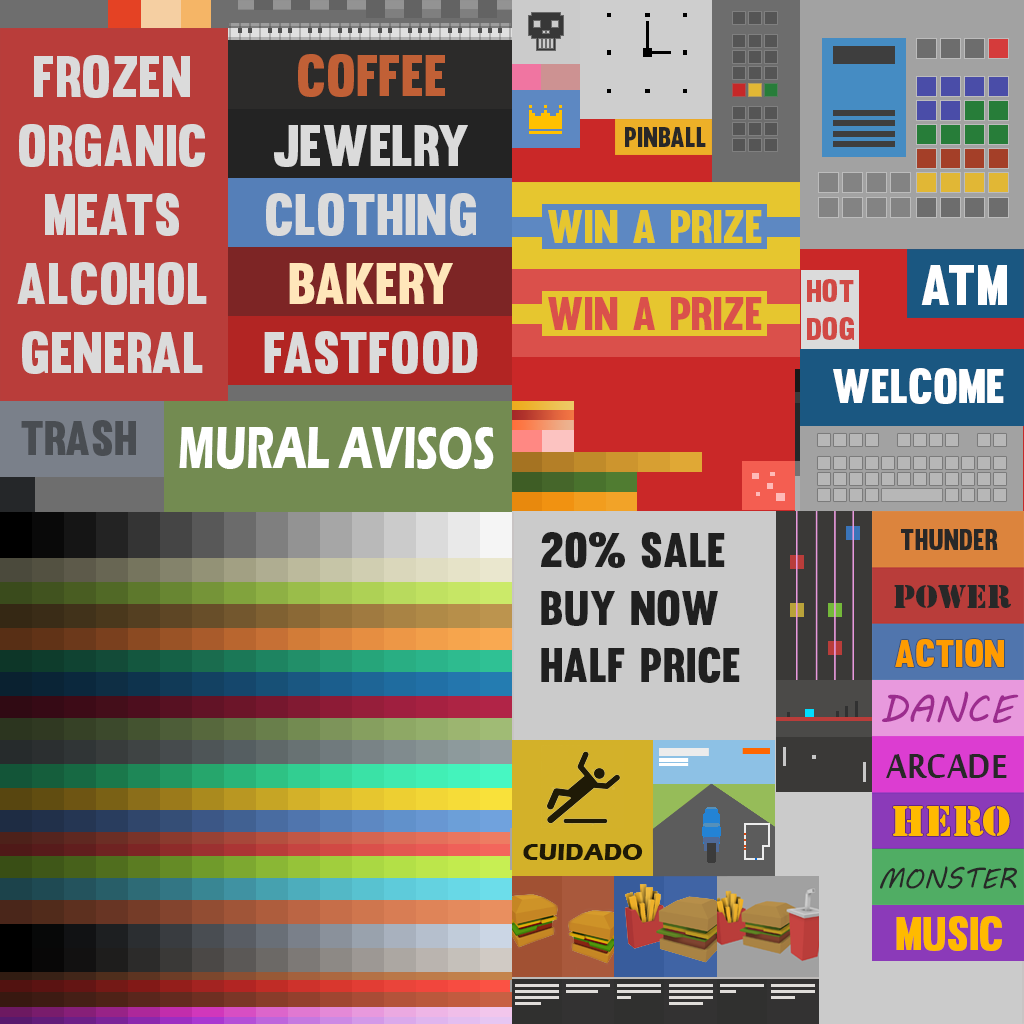 FROZEN
ORGANIC
MEATS
ALCOHOL
GENERAL
COFFEE
JEWELRY
CLOTHING
BAKERY
FASTFOOD
TRASH
MURAL AVISOS
PINBALL
WIN A PRIZE
WIN A PRIZE
HOT
DOG
ATM
WELCOME
20% SALE
BUY NOW
HALF PRICE
CUIDADO
THUNDER
POWER
ACTION
DANCE
ARCADE
HERO
MONSTER
MUSIC